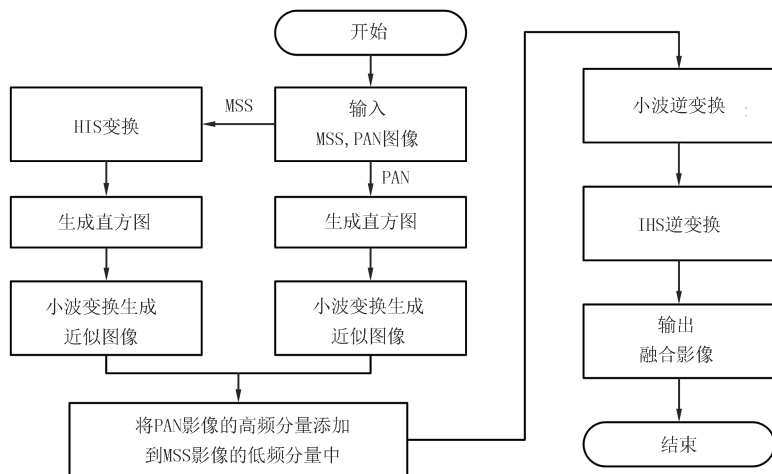 开始
输入
MSS,PAN图像
MSS
HIS变换
PAN
生成直方图
生成直方图
小波变换生成
近似图像
小波变换生成
近似图像
将PAN影像的高频分量添加
到MSS影像的低频分量中
小波逆变换
IHS逆变换
输出
融合影像
结束